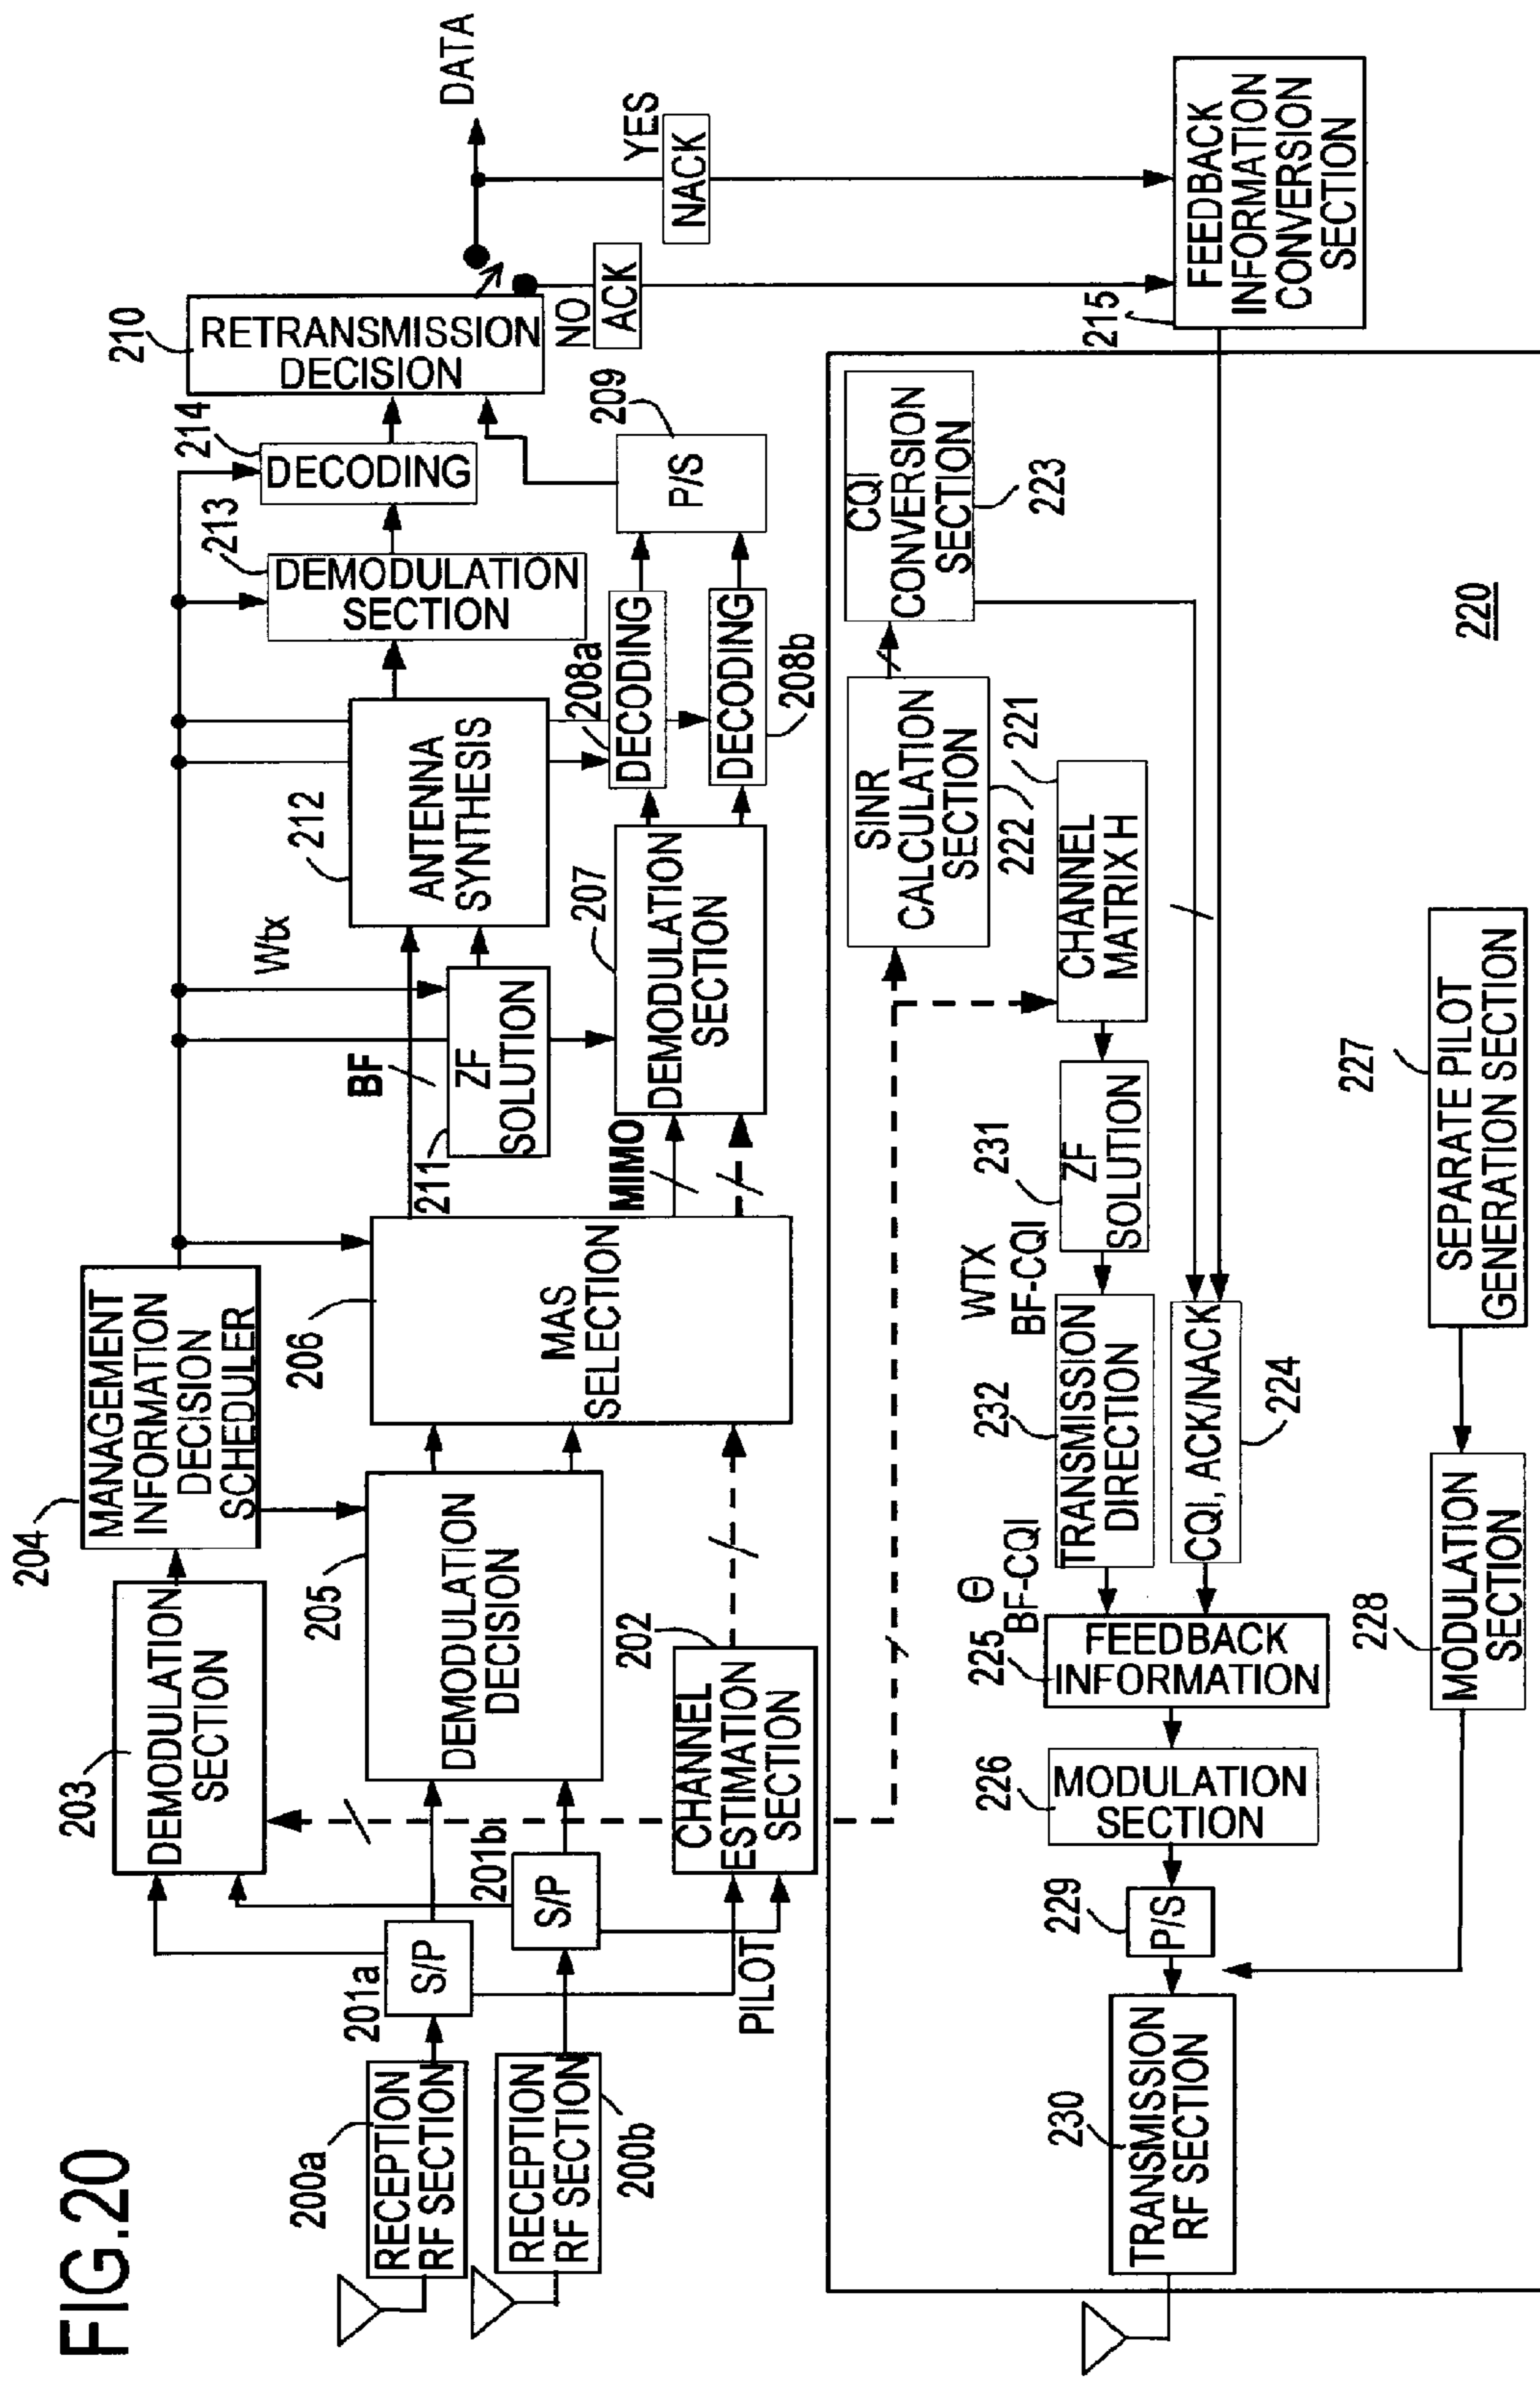 FIG.20
200a
RECEPTION
RF SECTION
RECEPTION
RF SECTION
200b
201a
S/P
201b
S/P
PILOT
203
DEMODULATION
SECTION
204
MANAGEMENT
INFORMATION
DECISION
SCHEDULER
205
DEMODULATION
DECISION
202
CHANNEL
ESTIMATION
SECTION
206
MAS
SELECTION
BF
Wtx
211
ZF
SOLUTION
MIMO
207
DEMODULATION
SECTION
212
ANTENNA
SYNTHESIS
208a
DECODING
DECODING
208b
213
DEMODULATION
SECTION
214
DECODING
209
P/S
210
RETRANSMISSION
DECISION
NO
ACK
YES
NACK
DATA
215
FEEDBACK
INFORMATION
CONVERSION
SECTION
SINR
CALCULATION
SECTION
222
CQI
CONVERSION
SECTION
223
221
CHANNEL
MATRIX H
231
ZF
SOLUTION
WTX
BF-CQI
232
TRANSMISSION
DIRECTION
CQI, ACK/NACK
224
Θ
BF-CQI
225
FEEDBACK
INFORMATION
226
MODULATION
SECTION
229
P/S
230
TRANSMISSION
RF SECTION
227
SEPARATE PILOT
GENERATION SECTION
228
MODULATION
SECTION
220